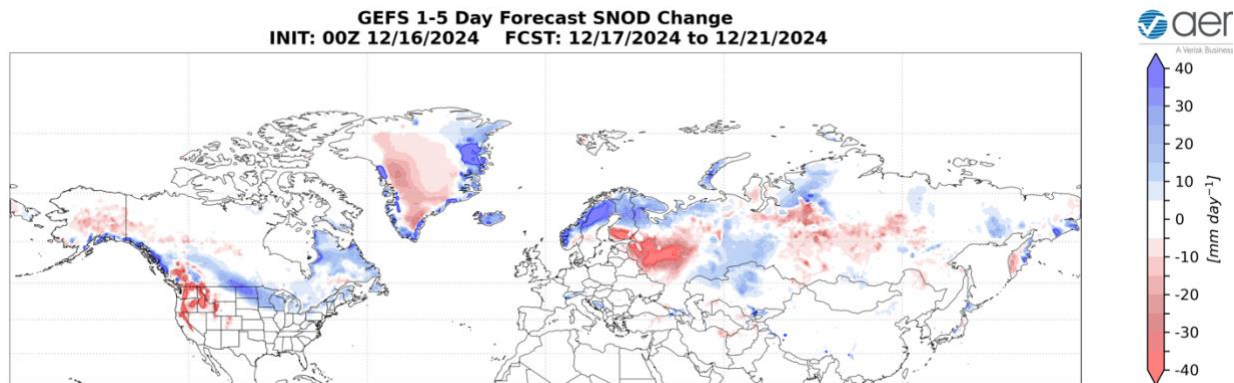 GEFS 1-5 Day Forecast SNOD Change
INIT: 00Z 12/16/2024 FCST: 12/17/2024 to 12/21/2024
aer
A Verisk Business
40
30
20
10
0
-10
-20
-30
-40
[mm day⁻¹]